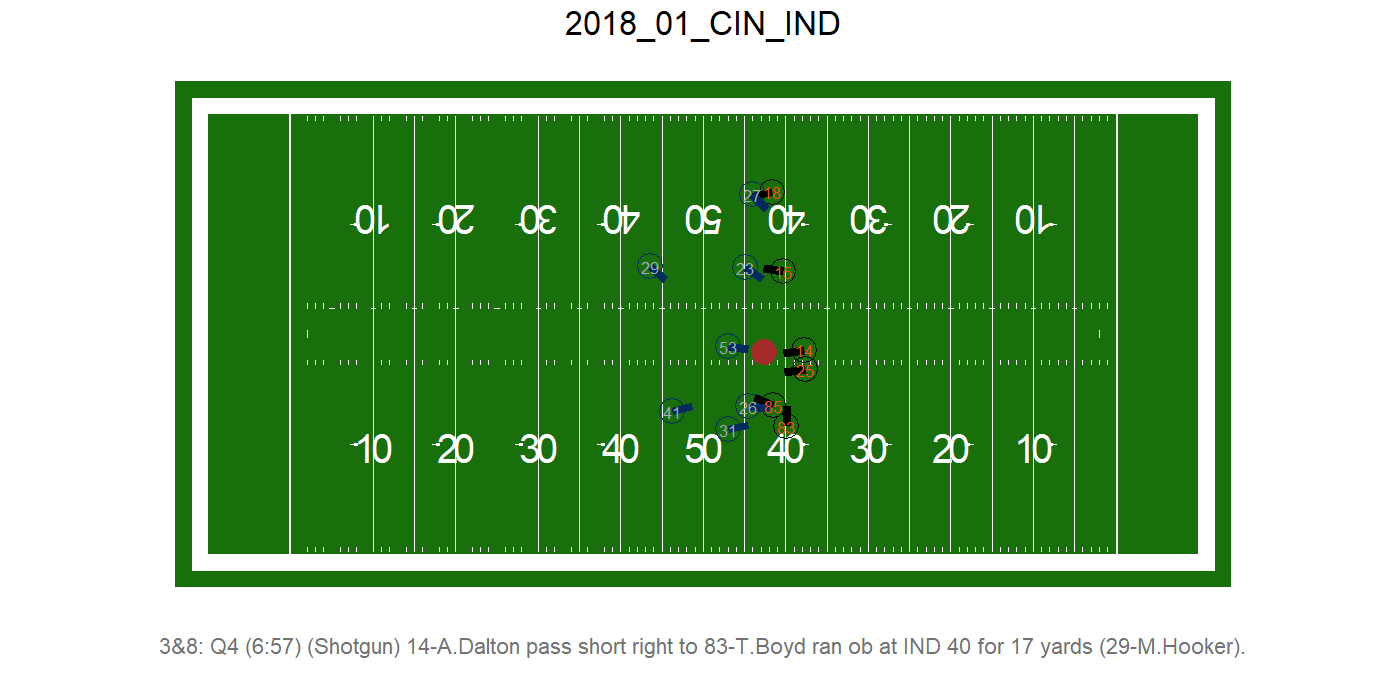 2018_01_CIN_IND
27 18
10 20 30 40 50 40 30 20 10
29 23 15
53 14
25
41 26 85
31 83
10 20 30 40 50 40 30 20 10
3&8: Q4 (6:57) (Shotgun) 14-A.Dalton pass short right to 83-T.Boyd ran ob at IND 40 for 17 yards (29-M.Hooker).